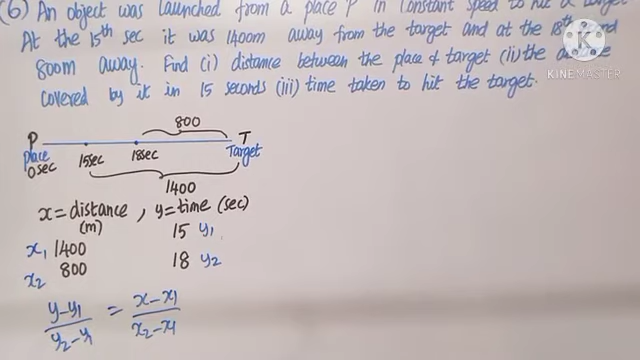 (6) An object was launched from a place P in constant speed to hit a target
At the 15th sec it was 1400m away from the target and at the 18th
800m away. Find (i) distance between the place & target (ii) the
covered by it in 15 seconds (iii) time taken to hit the target.
KINEMASTER
800
P T
Place 15sec 18sec Target
0sec
1400
x = distance , y = time (sec)
(m)
x1 1400 15 y1
x2 800 18 y2
y-y1/y2-y1 = x-x1/x2-x1